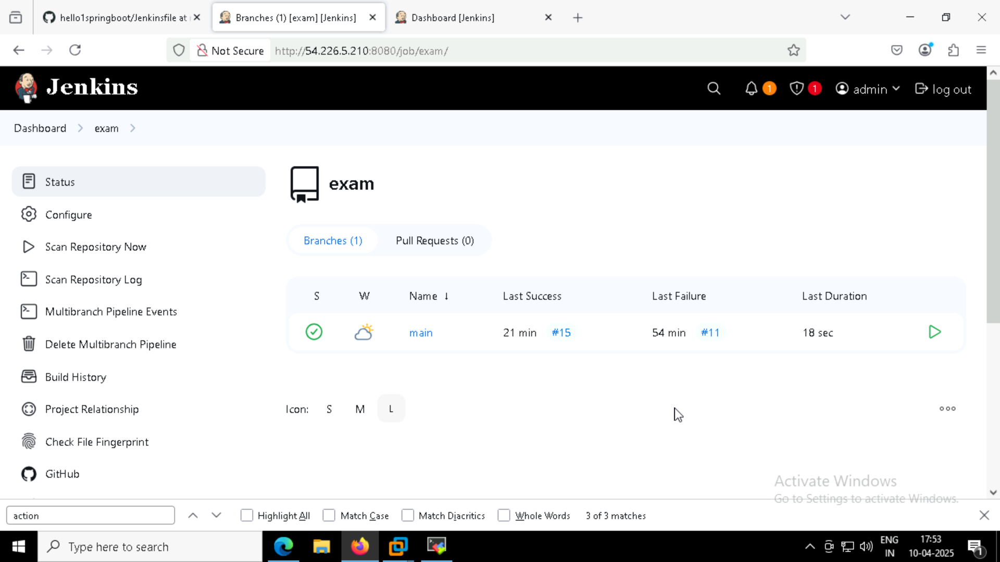 hello1springboot/Jenkinsfile at
Branches (1) [exam] [Jenkins]
Dashboard [Jenkins]
Not Secure
http://54.226.5.210:8080/job/exam/
Jenkins
1
1
admin
log out
Dashboard
exam
Status
Configure
Scan Repository Now
Scan Repository Log
Multibranch Pipeline Events
Delete Multibranch Pipeline
Build History
Project Relationship
Check File Fingerprint
GitHub
exam
Branches (1)
Pull Requests (0)
S W Name ↓ Last Success Last Failure Last Duration
main 21 min #15 54 min #11 18 sec
Icon: S M L
Activate Windows
Go to Settings to activate Windows.
action
Highlight All
Match Case
Match Diacritics
Whole Words
3 of 3 matches
Type here to search
ENG
IN
17:53
10-04-2025
1